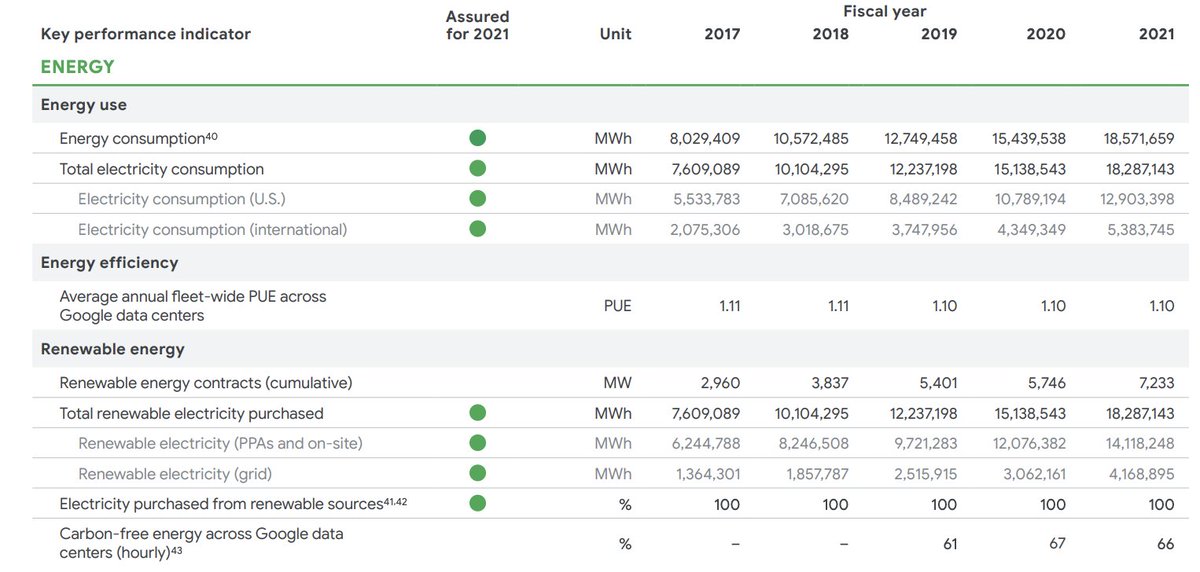 Key performance indicator Assured for 2021 Unit Fiscal year 2017 2018 2019 2020 2021
ENERGY
Energy use
Energy consumption⁴⁰ MWh 8,029,409 10,572,485 12,749,458 15,439,538 18,571,659
Total electricity consumption MWh 7,609,089 10,104,295 12,237,198 15,138,543 18,287,143
Electricity consumption (U.S.) MWh 5,533,783 7,085,620 8,489,242 10,789,194 12,903,398
Electricity consumption (international) MWh 2,075,306 3,018,675 3,747,956 4,349,349 5,383,745
Energy efficiency
Average annual fleet-wide PUE across
Google data centers PUE 1.11 1.11 1.10 1.10 1.10
Renewable energy
Renewable energy contracts (cumulative) MW 2,960 3,837 5,401 5,746 7,233
Total renewable electricity purchased MWh 7,609,089 10,104,295 12,237,198 15,138,543 18,287,143
Renewable electricity (PPAs and on-site) MWh 6,244,788 8,246,508 9,721,283 12,076,382 14,118,248
Renewable electricity (grid) MWh 1,364,301 1,857,787 2,515,915 3,062,161 4,168,895
Electricity purchased from renewable sources⁴¹·⁴² % 100 100 100 100 100
Carbon-free energy across Google data
centers (hourly)⁴³ % – – 61 67 66